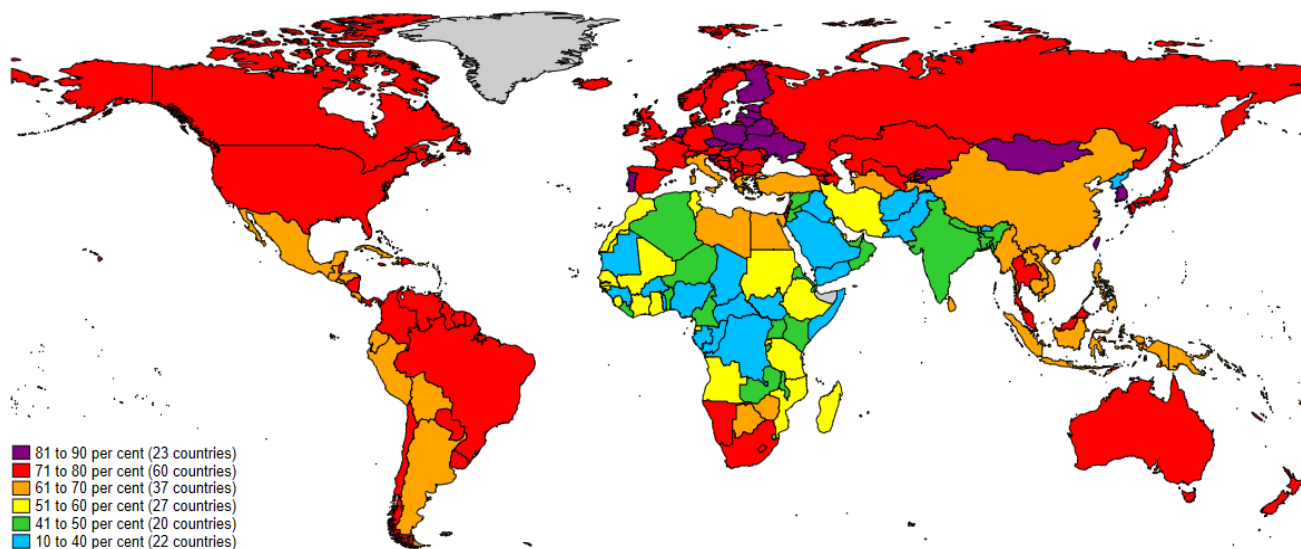 81 to 90 per cent (23 countries)
71 to 80 per cent (60 countries)
61 to 70 per cent (37 countries)
51 to 60 per cent (27 countries)
41 to 50 per cent (20 countries)
10 to 40 per cent (22 countries)